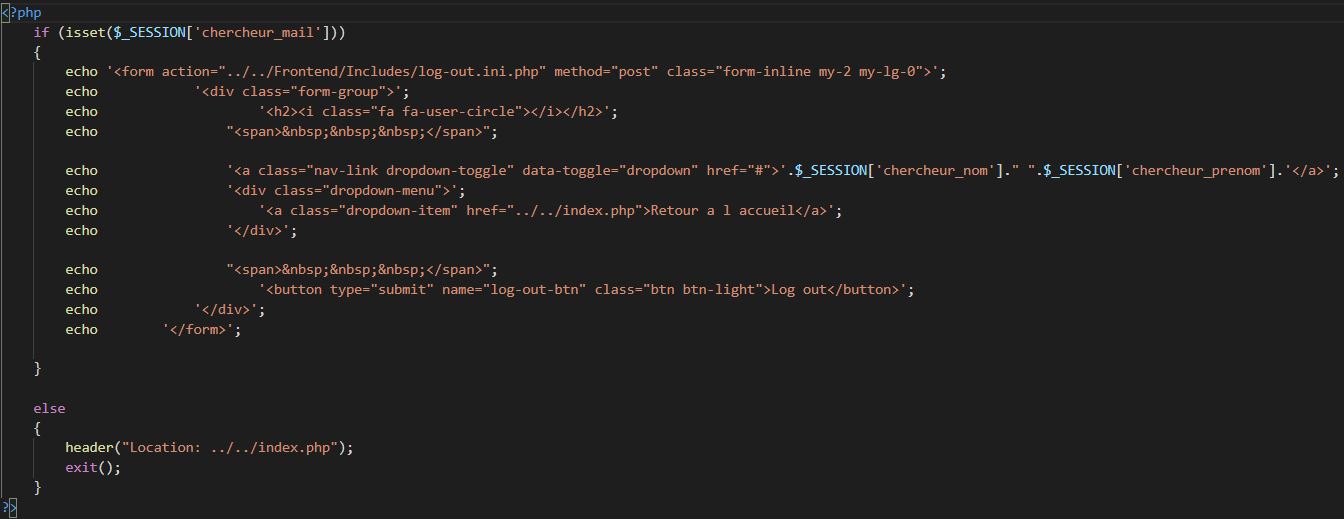 <?php
if (isset($_SESSION['chercheur_mail']))
{
echo '<form action="../../Frontend/Includes/log-out.ini.php" method="post" class="form-inline my-2 my-lg-0">';
echo '<div class="form-group">';
echo '<h2><i class="fa fa-user-circle"></i></h2>';
echo "<span>&nbsp;&nbsp;&nbsp;</span>";
echo '<a class="nav-link dropdown-toggle" data-toggle="dropdown" href="#">'.$_SESSION['chercheur_nom']." ".$_SESSION['chercheur_prenom'].'</a>';
echo '<div class="dropdown-menu">';
echo '<a class="dropdown-item" href="../../index.php">Retour a l accueil</a>';
echo '</div>';
echo "<span>&nbsp;&nbsp;&nbsp;</span>";
echo '<button type="submit" name="log-out-btn" class="btn btn-light">Log out</button>';
echo '</div>';
echo '</form>';
}
else
{
header("Location: ../../index.php");
exit();
}
?>